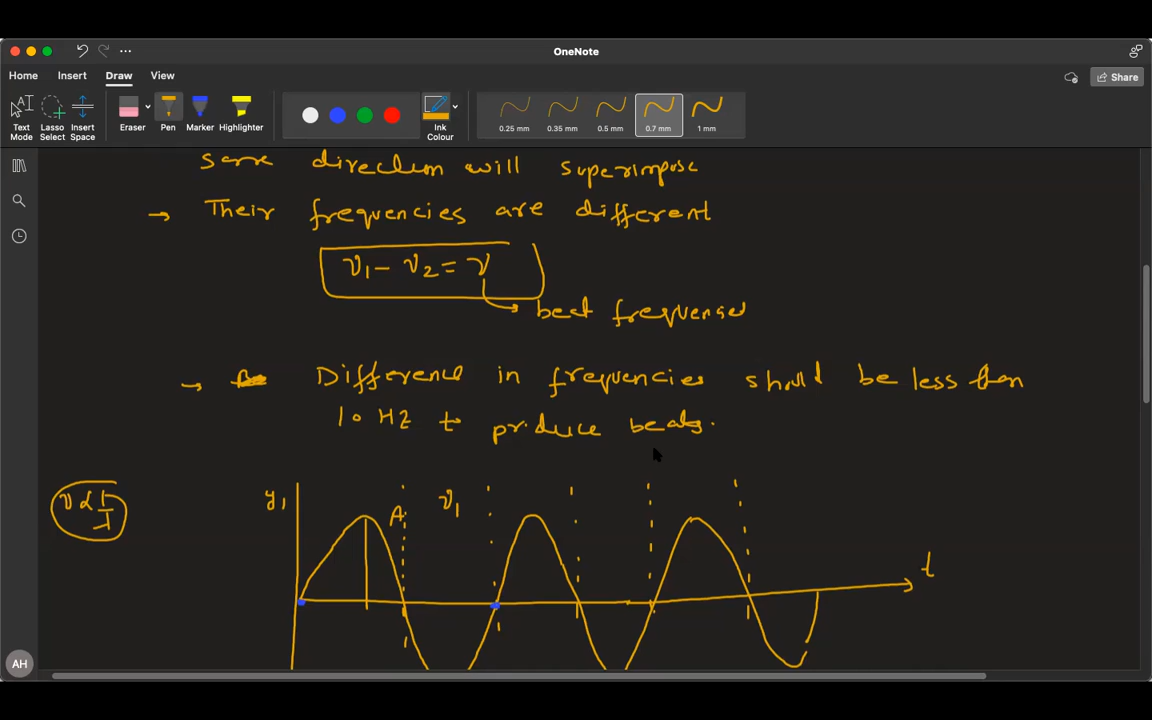 OneNote
Home Insert Draw View
Share
Text Mode
Lasso Select
Insert Space
Eraser
Pen
Marker
Highlighter
Ink Colour
0.25 mm
0.35 mm
0.5 mm
0.7 mm
1 mm
same direction will superimpose
→ Their frequencies are different
ν1 - ν2 = ν
beat frequencies
→ Difference in frequencies should be less than
10 HZ to produce beats.
ν ∝ 1/T
y1
A
ν1
t
AH